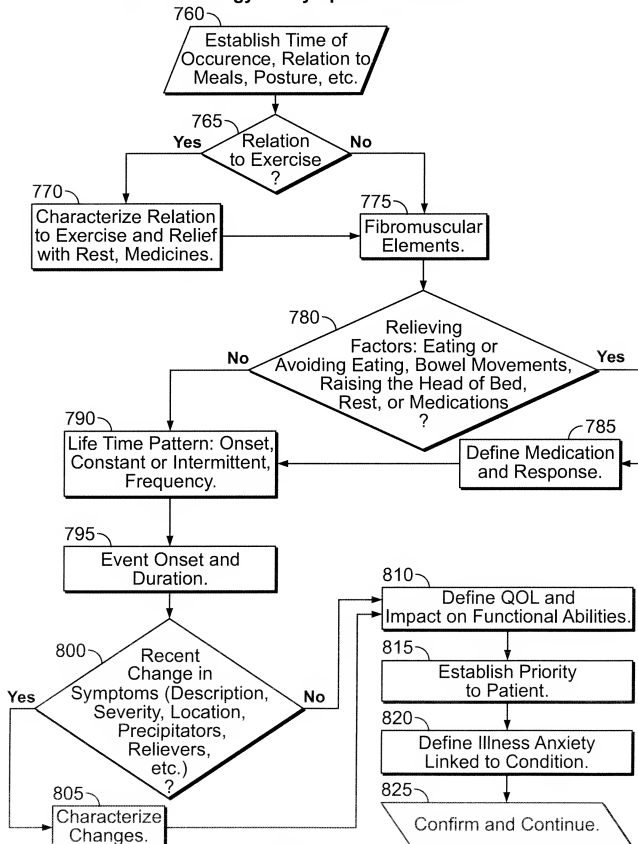 760
Establish Time of
Occurence, Relation to
Meals, Posture, etc.
765
Yes
No
Relation
to Exercise
?
770
Characterize Relation
to Exercise and Relief
with Rest, Medicines.
775
Fibromuscular
Elements.
780
Relieving
Factors: Eating or
Avoiding Eating, Bowel Movements,
Raising the Head of Bed,
Rest, or Medications
?
No
Yes
790
Life Time Pattern: Onset,
Constant or Intermittent,
Frequency.
785
Define Medication
and Response.
795
Event Onset and
Duration.
800
Recent
Change in
Symptoms (Description,
Severity, Location,
Precipitators,
Relievers,
etc.)
?
Yes
No
805
Characterize
Changes.
810
Define QOL and
Impact on Functional Abilities.
815
Establish Priority
to Patient.
820
Define Illness Anxiety
Linked to Condition.
825
Confirm and Continue.